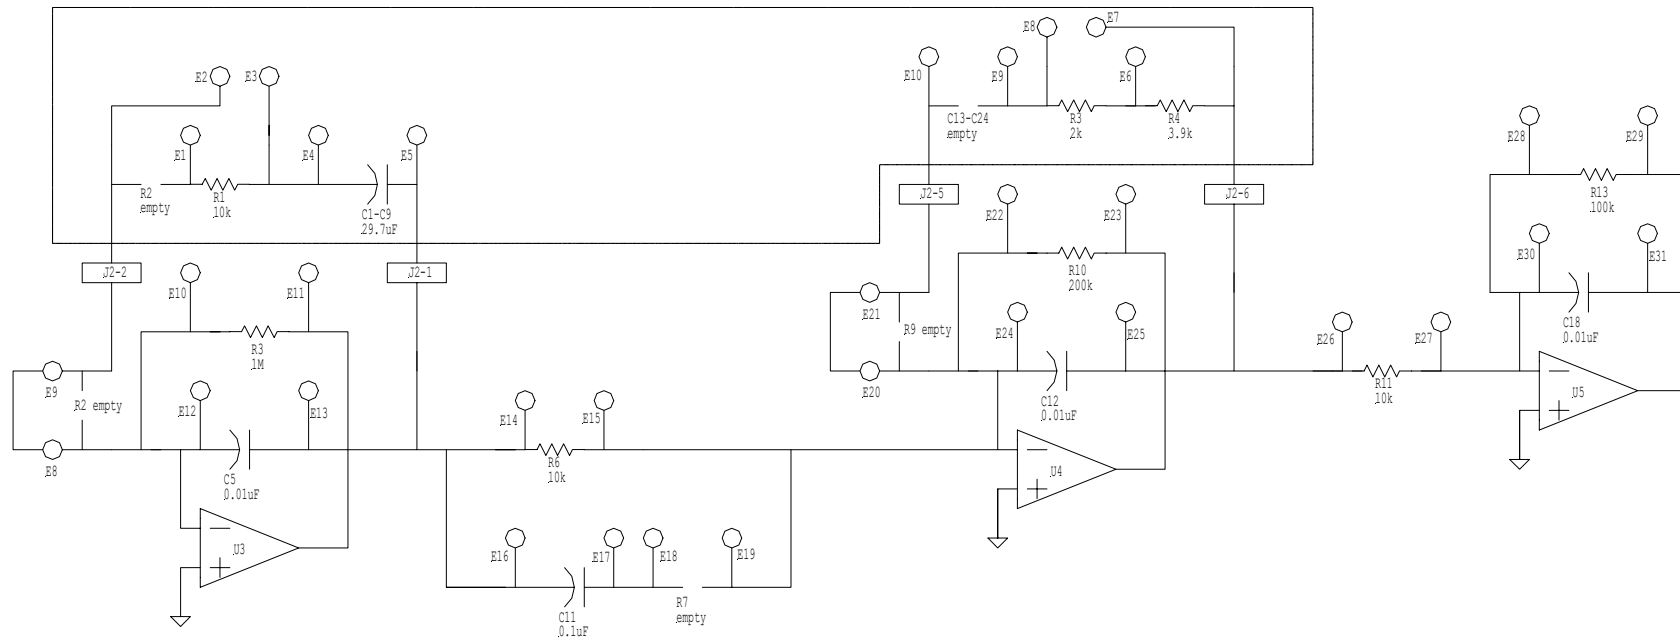 E7
E8
E10
E9
E6
E2
E3
C13-C24
empty
R3
2k
R4
3.9k
E28
E29
E1
E4
E5
R2
empty
R1
10k
C1-C9
29.7uF
J2-5
J2-6
R13
100k
E22
E23
E30
E31
J2-2
J2-1
E10
E11
R10
200k
E21
R9 empty
E24
E25
C18
0.01uF
E26
E27
R3
1M
E9
R2 empty
E12
E13
E20
C12
0.01uF
R11
10k
U5
E14
E15
E8
R6
10k
C5
0.01uF
U4
U3
E16
E17
E18
E19
R7
empty
C11
0.1uF